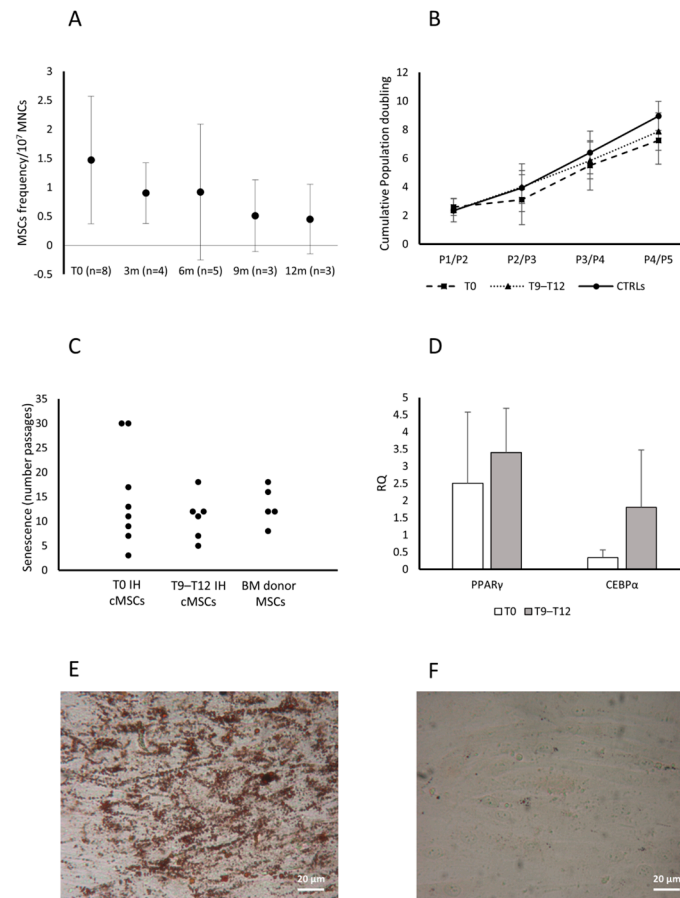 A
MSCs frequency/10⁷ MNCs
3
2.5
2
1.5
1
0.5
0
-0.5
T0 (n=8) 3m (n=4) 6m (n=5) 9m (n=3) 12m (n=3)
B
Cumulative Population doubling
12
10
8
6
4
2
0
P1/P2 P2/P3 P3/P4 P4/P5
T0 T9–T12 CTRLs
C
Senescence (number passages)
35
30
25
20
15
10
5
0
T0 IH T9–T12 IH BM donor
cMSCs cMSCs MSCs
D
RQ
5
4.5
4
3.5
3
2.5
2
1.5
1
0.5
0
PPARγ CEBPα
T0 T9–T12
E
20 μm
F
20 μm